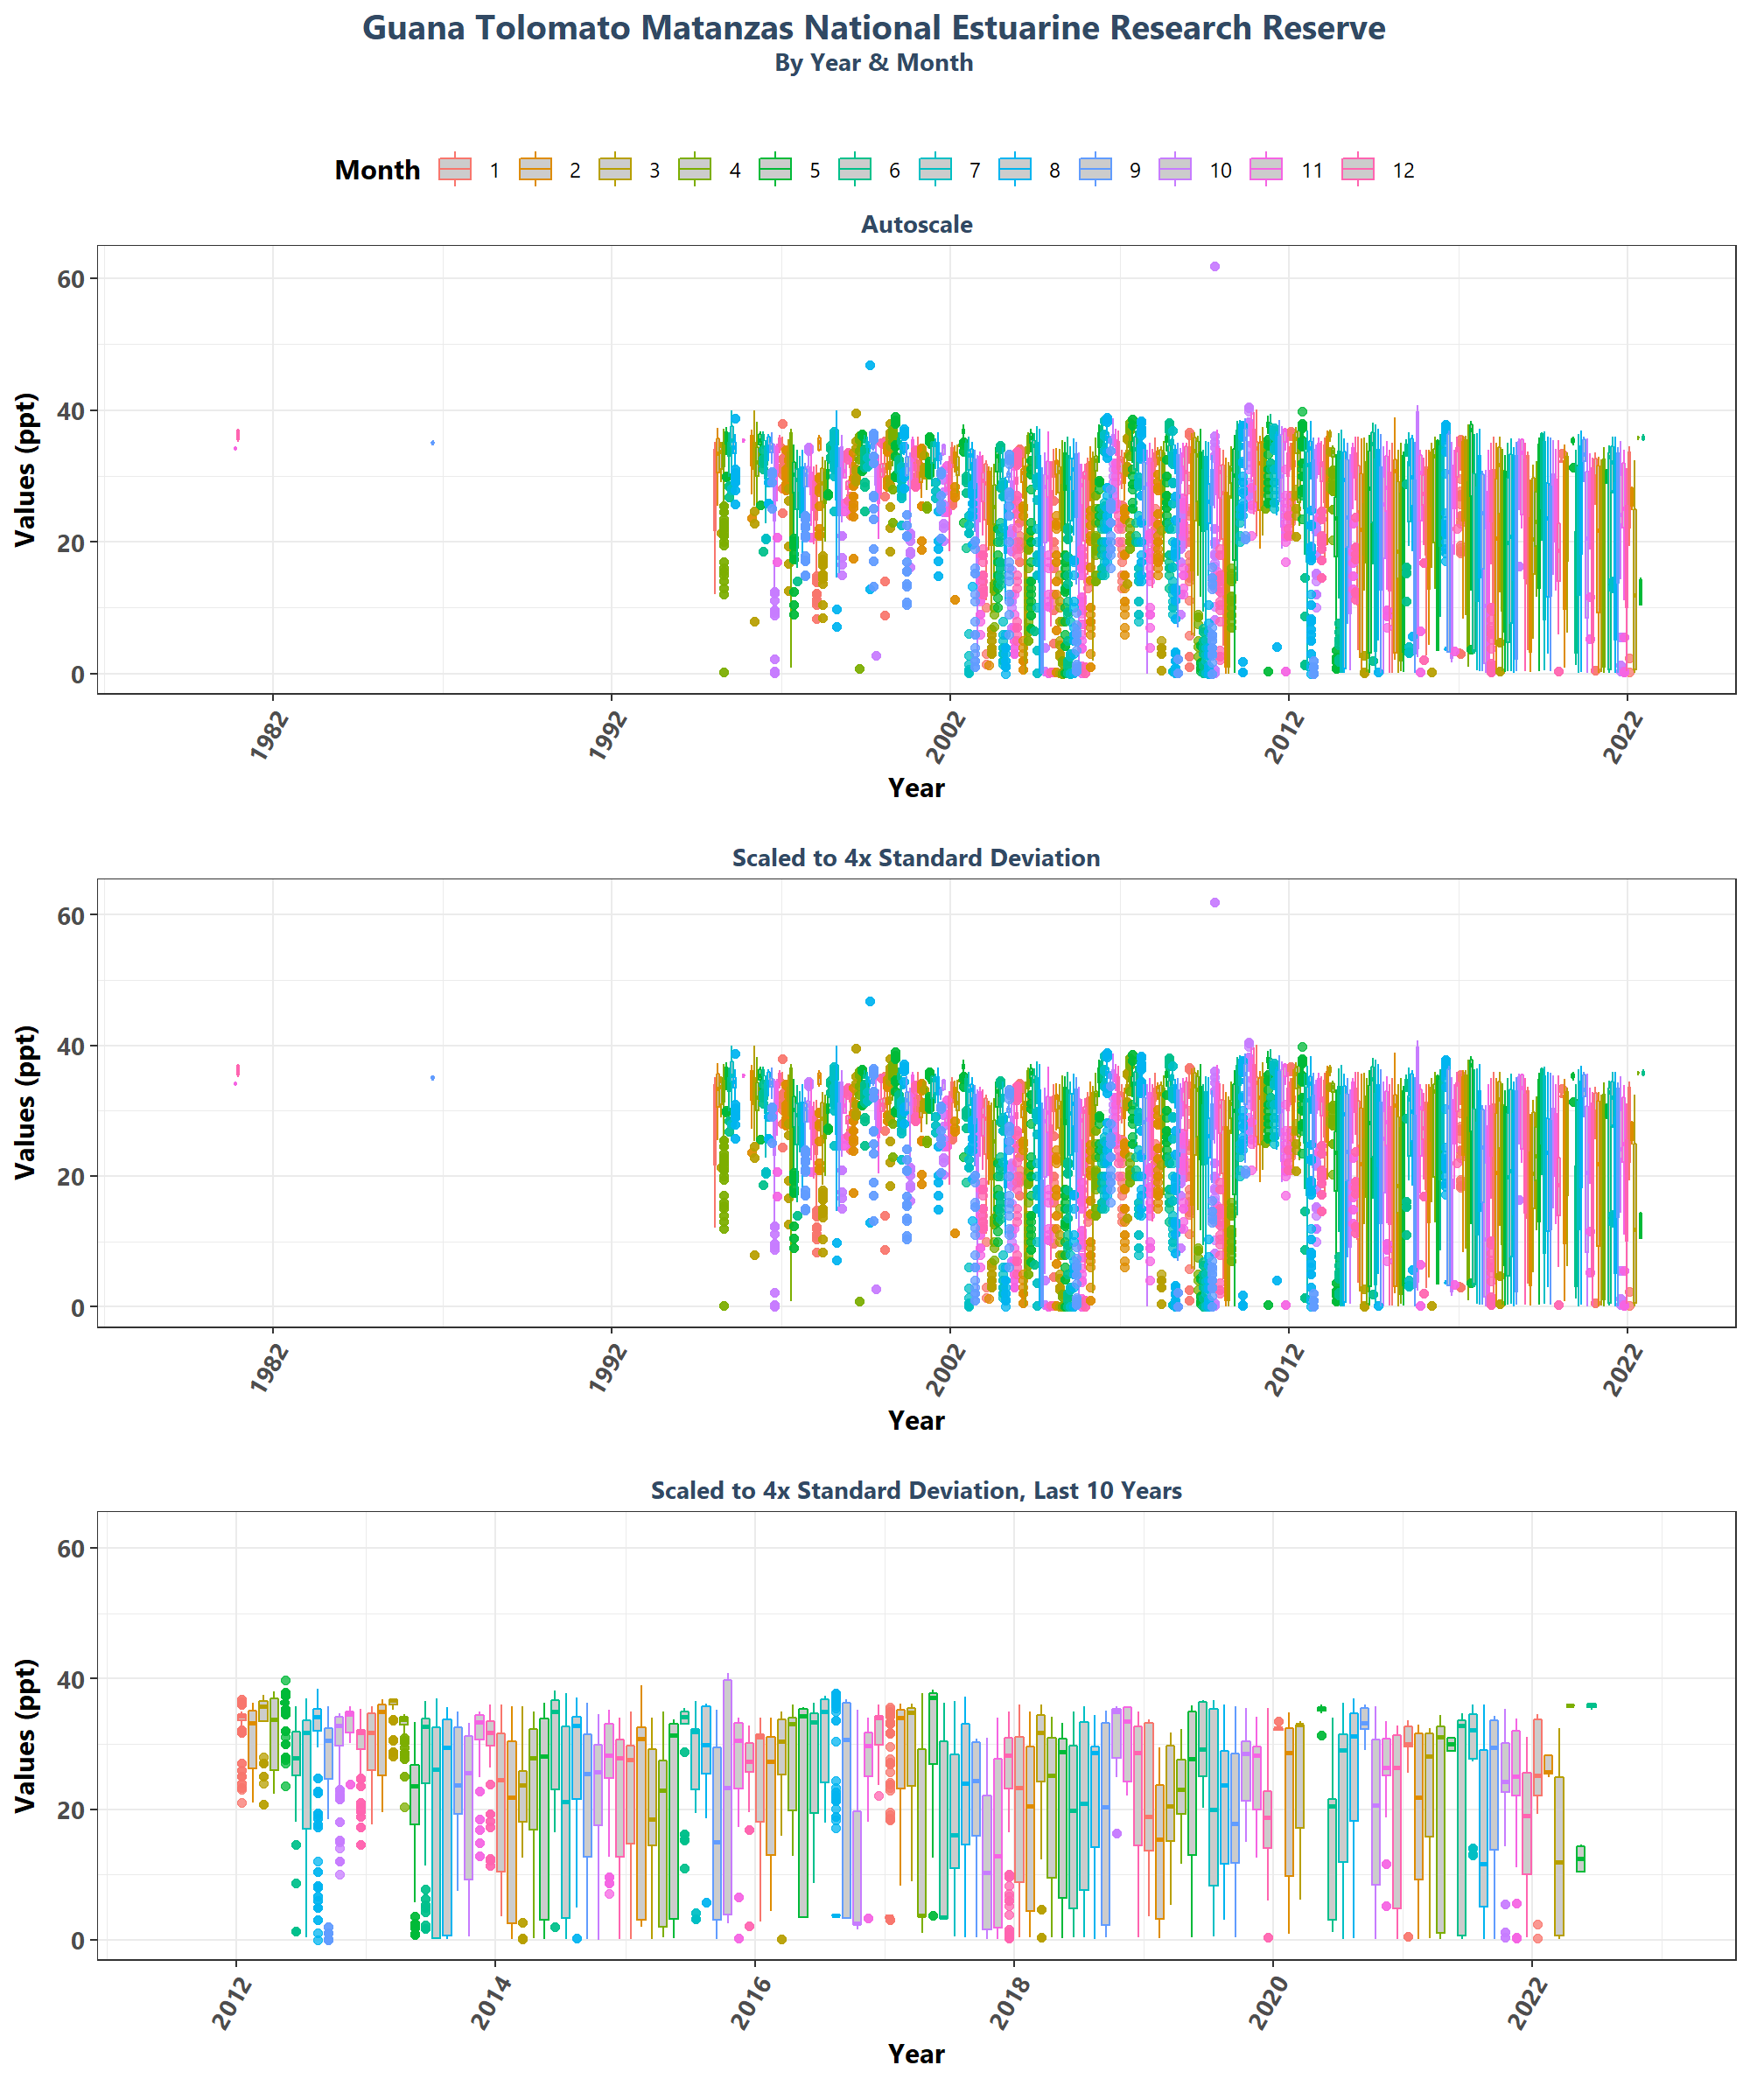 Guana Tolomato Matanzas National Estuarine Research Reserve
By Year & Month
Month 1 2 3 4 5 6 7 8 9 10 11 12
Autoscale
Values (ppt)
60
40
20
0
1982 1992 2002 2012 2022
Year
Scaled to 4x Standard Deviation
Values (ppt)
60
40
20
0
1982 1992 2002 2012 2022
Year
Scaled to 4x Standard Deviation, Last 10 Years
Values (ppt)
60
40
20
0
2012 2014 2016 2018 2020 2022
Year